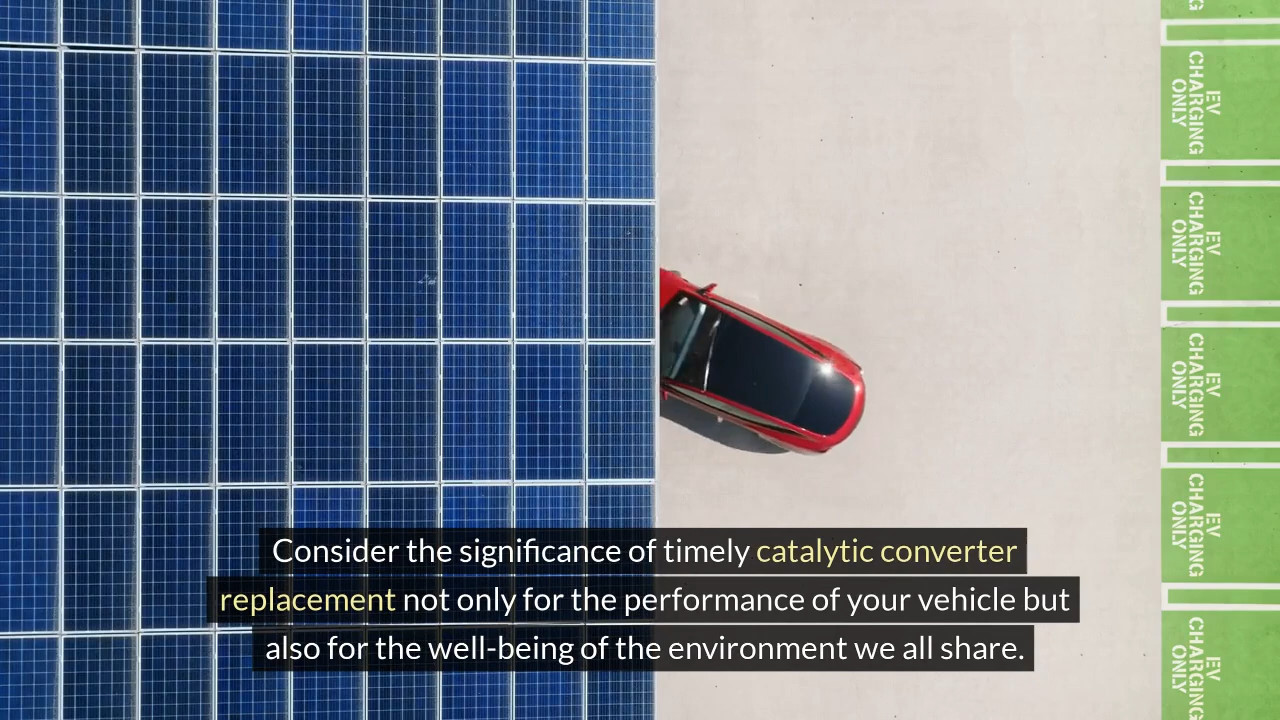 EV
CHARGING
ONLY
EV
CHARGING
ONLY
EV
CHARGING
ONLY
EV
CHARGING
ONLY
EV
CHARGING
ONLY
Consider the significance of timely catalytic converter
replacement not only for the performance of your vehicle but
also for the well-being of the environment we all share.